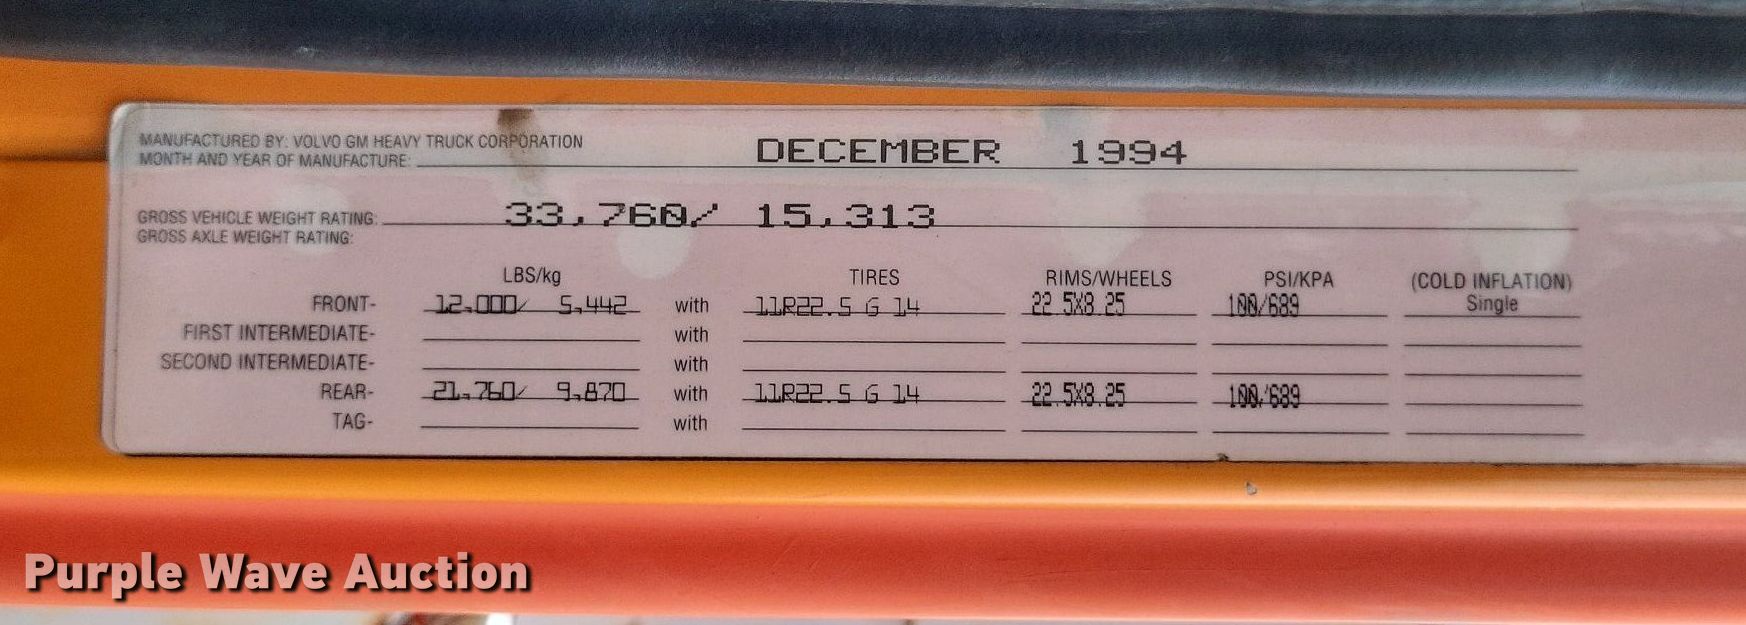 MANUFACTURED BY: VOLVO GM HEAVY TRUCK CORPORATION
MONTH AND YEAR OF MANUFACTURE: DECEMBER 1994
GROSS VEHICLE WEIGHT RATING: 33,760/ 15,313
GROSS AXLE WEIGHT RATING:
LBS/kg TIRES RIMS/WHEELS PSI/KPA (COLD INFLATION)
FRONT- 12,000/ 5,442 with 11R22.5 G 14 22.5X8.25 100/689 Single
FIRST INTERMEDIATE- with
SECOND INTERMEDIATE- with
REAR- 21,760/ 9,870 with 11R22.5 G 14 22.5X8.25 100/689
TAG- with
Purple Wave Auction